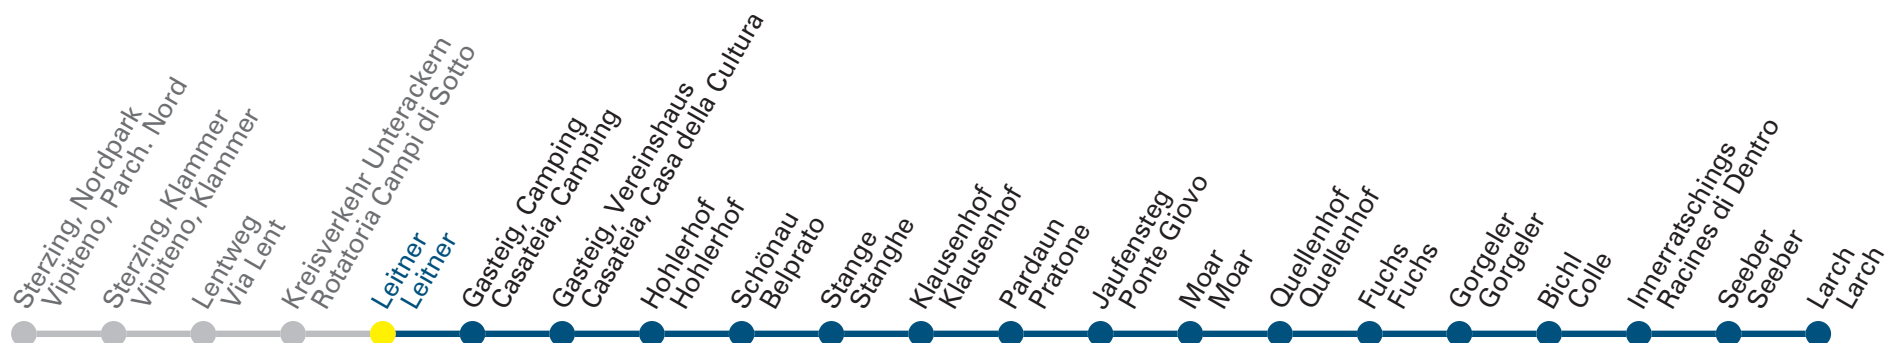 Sterzing, Nordpark
Vipiteno, Parch. Nord
Sterzing, Klammer
Vipiteno, Klammer
Lentweg
Via Lent
Kreisverkehr Unterackern
Rotatoria Campi di Sotto
Leitner
Leitner
Gasteig, Camping
Casateia, Camping
Gasteig, Vereinshaus
Casateia, Casa della Cultura
Hohlerhof
Hohlerhof
Schönau
Belprato
Stange
Stanghe
Klausenhof
Klausenhof
Pardaun
Pratone
Jaufensteg
Ponte Giovo
Moar
Moar
Quellenhof
Quellenhof
Fuchs
Fuchs
Gorgeler
Gorgeler
Bichl
Colle
Innerratschings
Racines di Dentro
Seeber
Seeber
Larch
Larch